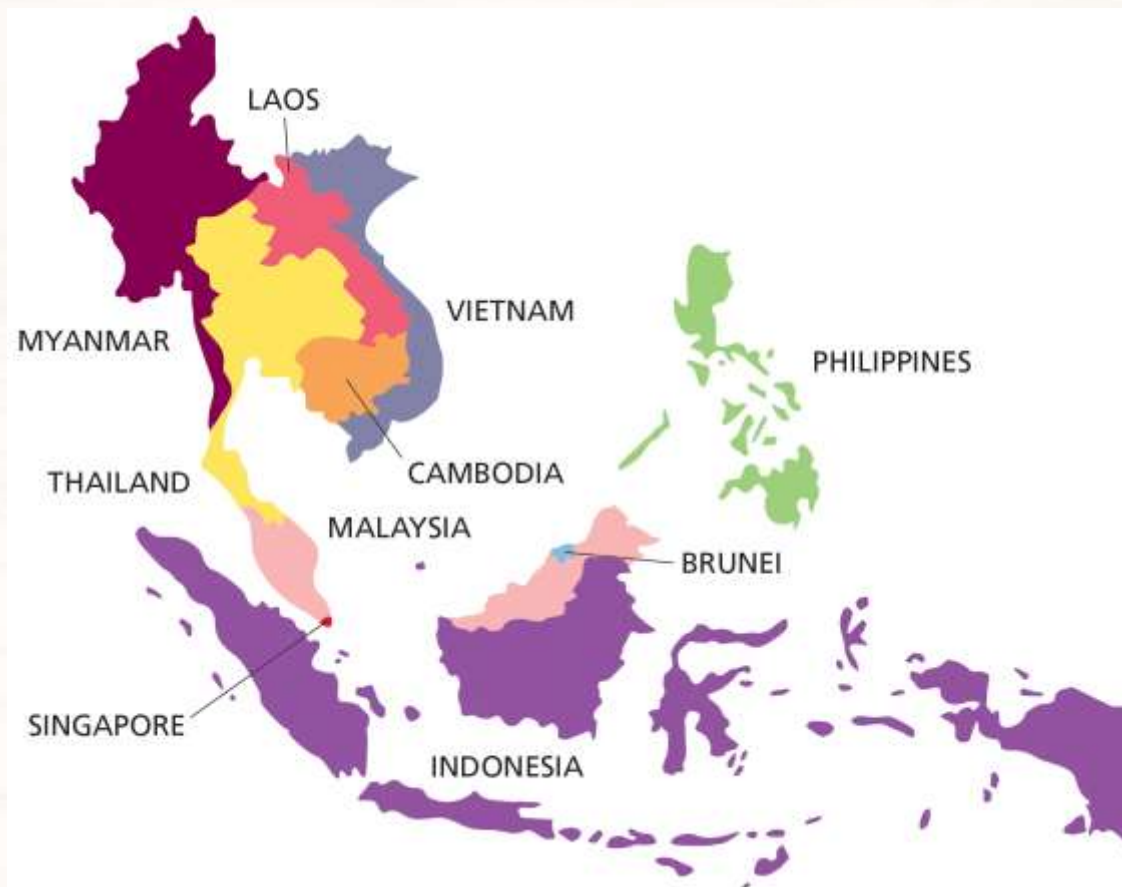 LAOS
VIETNAM
MYANMAR
PHILIPPINES
CAMBODIA
THAILAND
MALAYSIA
BRUNEI
SINGAPORE
INDONESIA